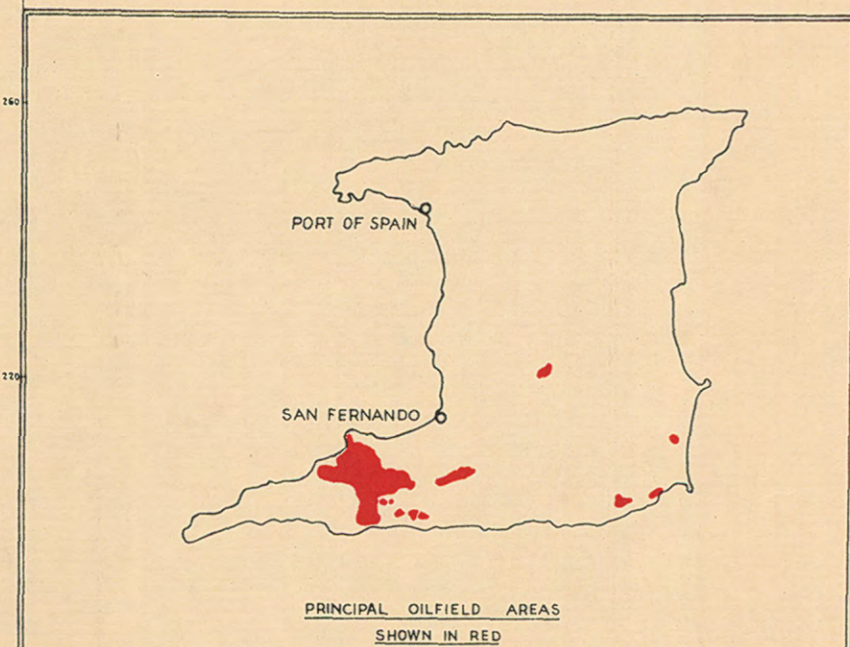 260
PORT OF SPAIN
220
SAN FERNANDO
PRINCIPAL OILFIELD AREAS
SHOWN IN RED